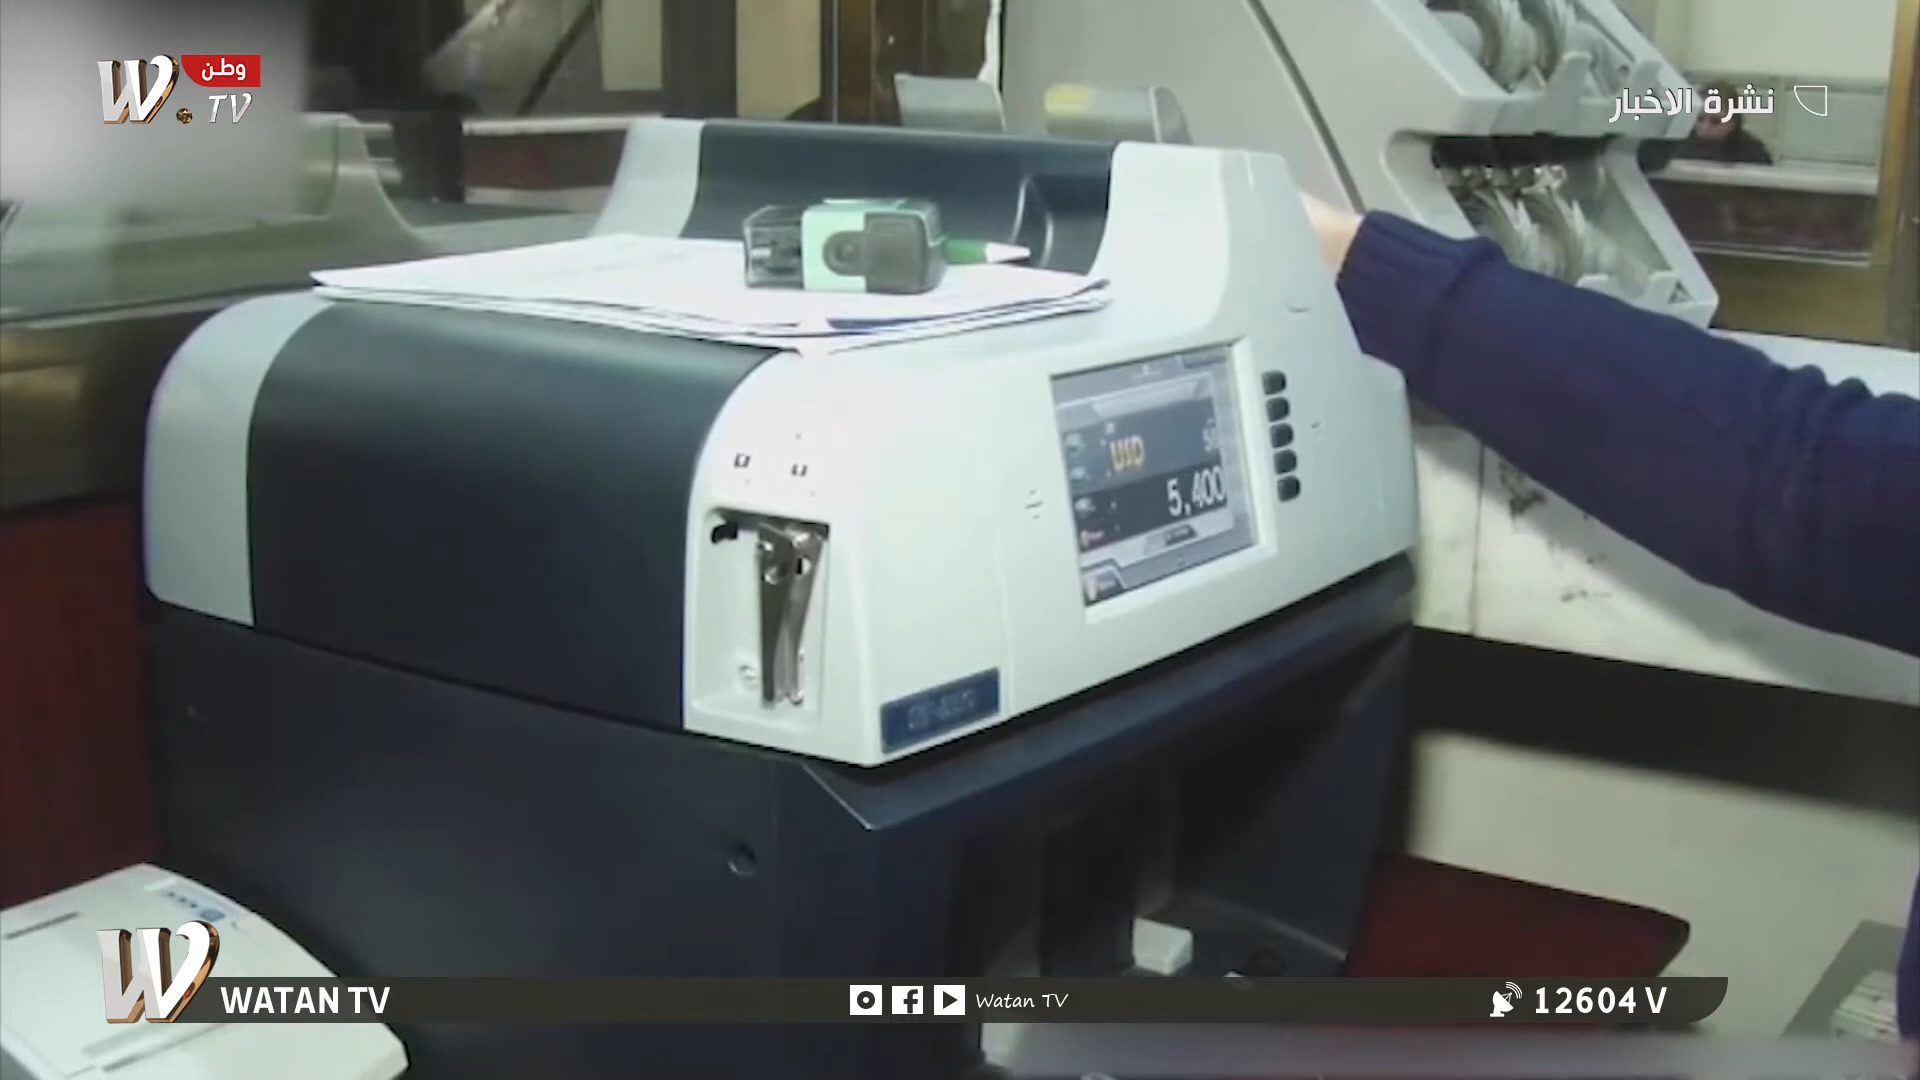 وطن
W.TV
نشرة الاخبار
USD
5,400
WATAN TV
Watan TV
12604 V